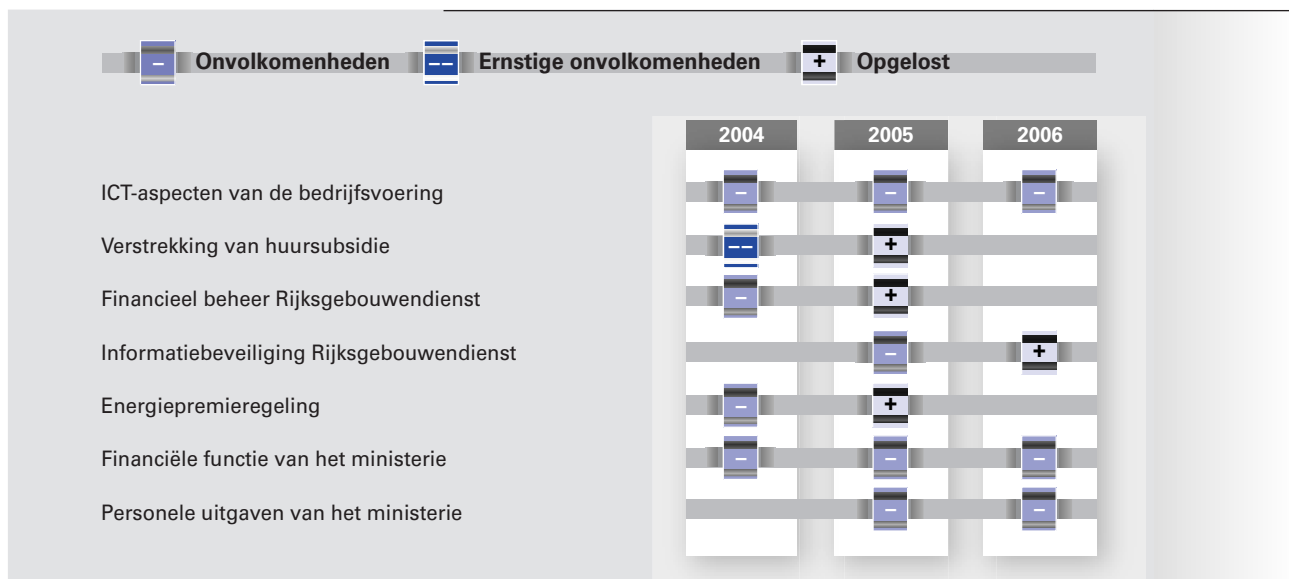 – Onvolkomenheden –– Ernstige onvolkomenheden + Opgelost
2004 2005 2006
ICT-aspecten van de bedrijfsvoering – – –
Verstrekking van huursubsidie –– +
Financieel beheer Rijksgebouwendienst – +
Informatiebeveiliging Rijksgebouwendienst – +
Energiepremieregeling – +
Financiële functie van het ministerie – – –
Personele uitgaven van het ministerie – –